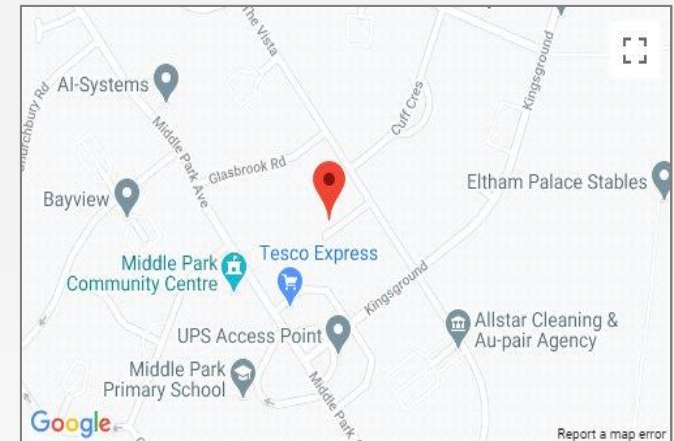 The Vista
AI-Systems
Kingsground
Churchbury Rd
Cuff Cres
Middle Park Ave
Glasbrook Rd
Eltham Palace Stables
Bayview
Tesco Express
Middle Park
Community Centre
Kingsground
UPS Access Point
Allstar Cleaning &
Au-pair Agency
Middle Park
Primary School
Middle Park
Google
Report a map error